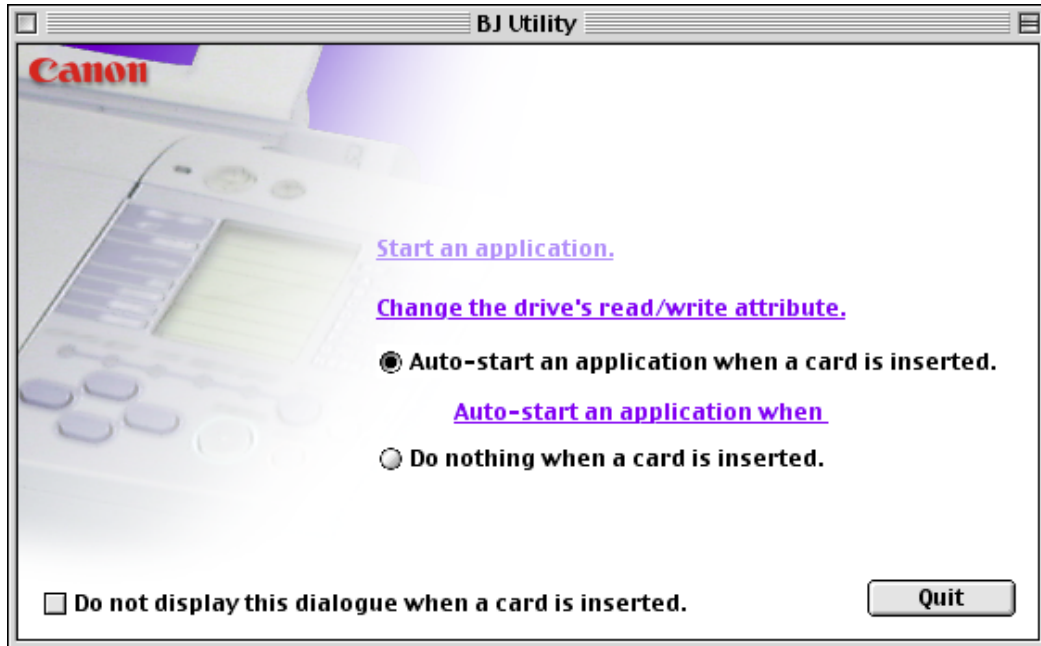 BJ Utility
Canon
Start an application.
Change the drive's read/write attribute.
Auto-start an application when a card is inserted.
Auto-start an application when
Do nothing when a card is inserted.
Do not display this dialogue when a card is inserted.
Quit